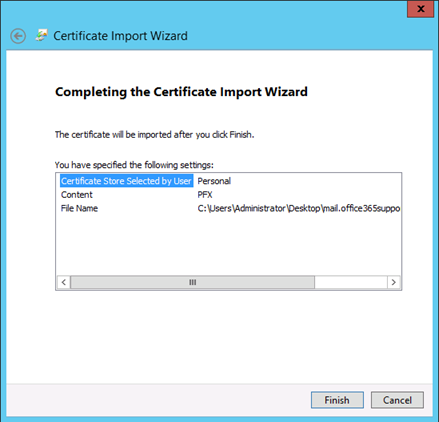 Certificate Import Wizard
Completing the Certificate Import Wizard
The certificate will be imported after you click Finish.
You have specified the following settings:
Certificate Store Selected by User Personal
Content PFX
File Name C:\Users\Administrator\Desktop\mail.office365suppo
Finish Cancel